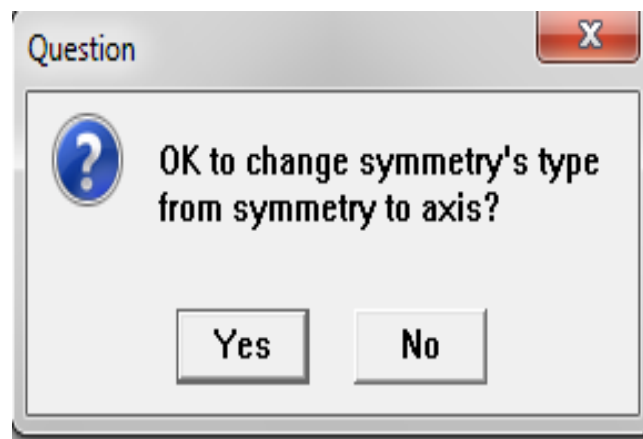 Question
OK to change symmetry's type
from symmetry to axis?
Yes
No